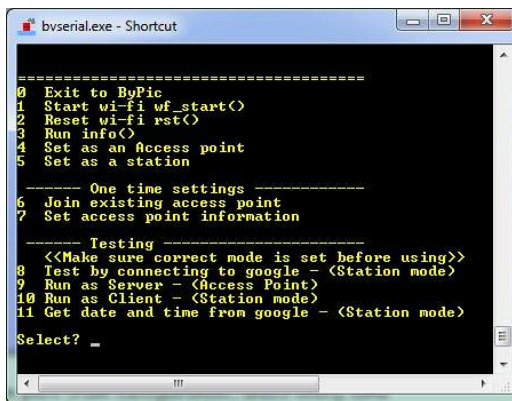 bvserial.exe - Shortcut
=====================================
0 Exit to ByPic
1 Start wi-fi wf_start()
2 Reset wi-fi rst()
3 Run info()
4 Set as an Access point
5 Set as a station
------ One time settings ------------
6 Join existing access point
7 Set access point information
------ Testing ----------------------
<<Make sure correct mode is set before using>>
8 Test by connecting to google - (Station mode)
9 Run as Server - (Access Point)
10 Run as Client - (Station mode)
11 Get date and time from google - (Station mode)
Select? _